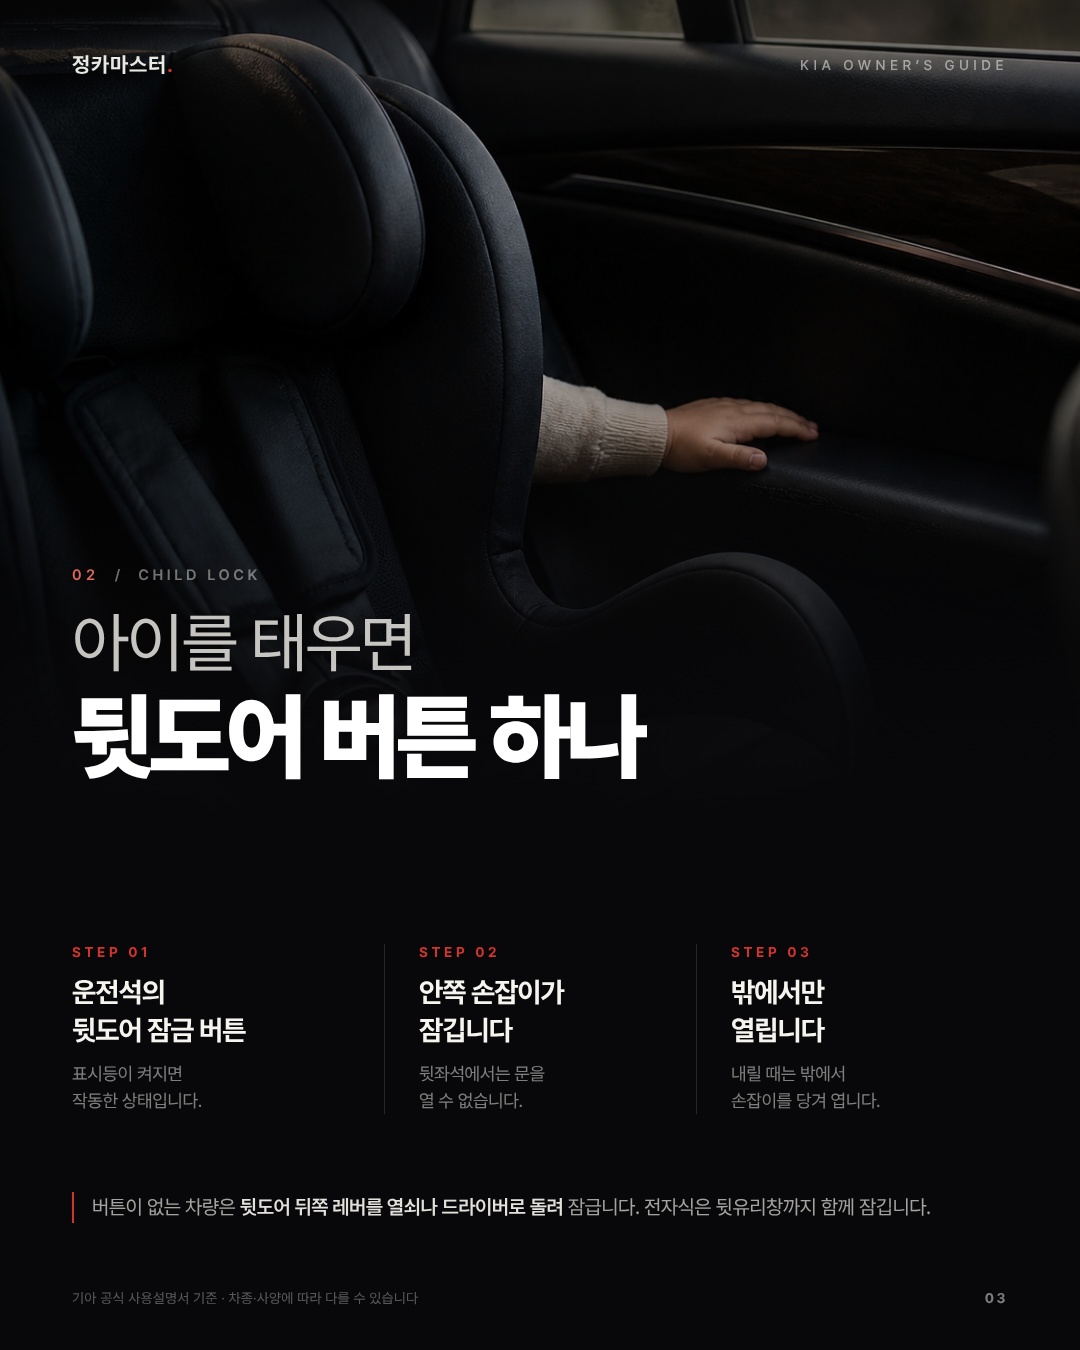 정카마스터.
KIA OWNER'S GUIDE
02 / CHILD LOCK
아이를 태우면
뒷도어 버튼 하나
STEP 01
운전석의
뒷도어 잠금 버튼
표시등이 켜지면
작동한 상태입니다.
STEP 02
안쪽 손잡이가
잠깁니다
뒷좌석에서는 문을
열 수 없습니다.
STEP 03
밖에서만
열립니다
내릴 때는 밖에서
손잡이를 당겨 엽니다.
버튼이 없는 차량은 뒷도어 뒤쪽 레버를 열쇠나 드라이버로 돌려 잠급니다. 전자식은 뒷유리창까지 함께 잠깁니다.
기아 공식 사용설명서 기준 · 차종·사양에 따라 다를 수 있습니다
03